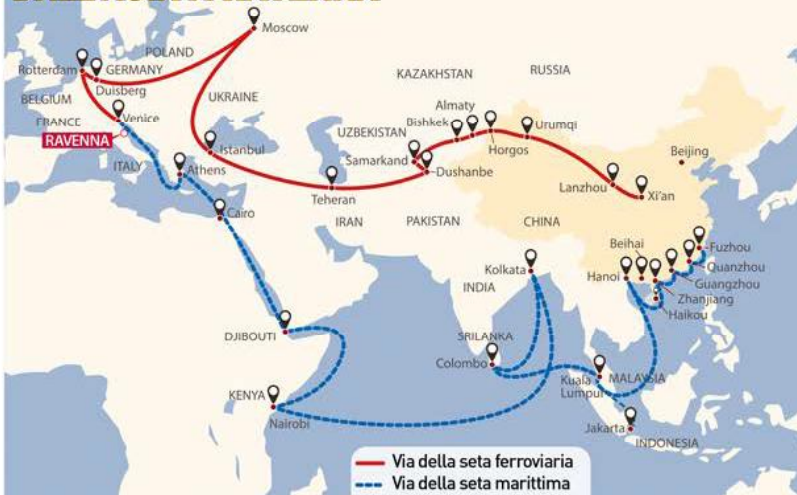 Moscow
POLAND
Rotterdam
GERMANY
Duisberg
BELGIUM
UKRAINE
FRANCE
Venice
RAVENNA
ITALY
Istanbul
Athens
Cairo
KAZAKHSTAN
RUSSIA
Almaty
Bishkek
UZBEKISTAN
Urumqi
Horgos
Samarkand
Dushanbe
Beijing
Teheran
Lanzhou
Xi'an
IRAN
PAKISTAN
CHINA
Beihai
Fuzhou
Kolkata
Hanoi
Quanzhou
INDIA
Guangzhou
Zhanjiang
Haikou
DJIBOUTI
SRILANKA
Colombo
Kuala
Lumpur
MALAYSIA
KENYA
Nairobi
Jakarta
INDONESIA
Via della seta ferroviaria
Via della seta marittima